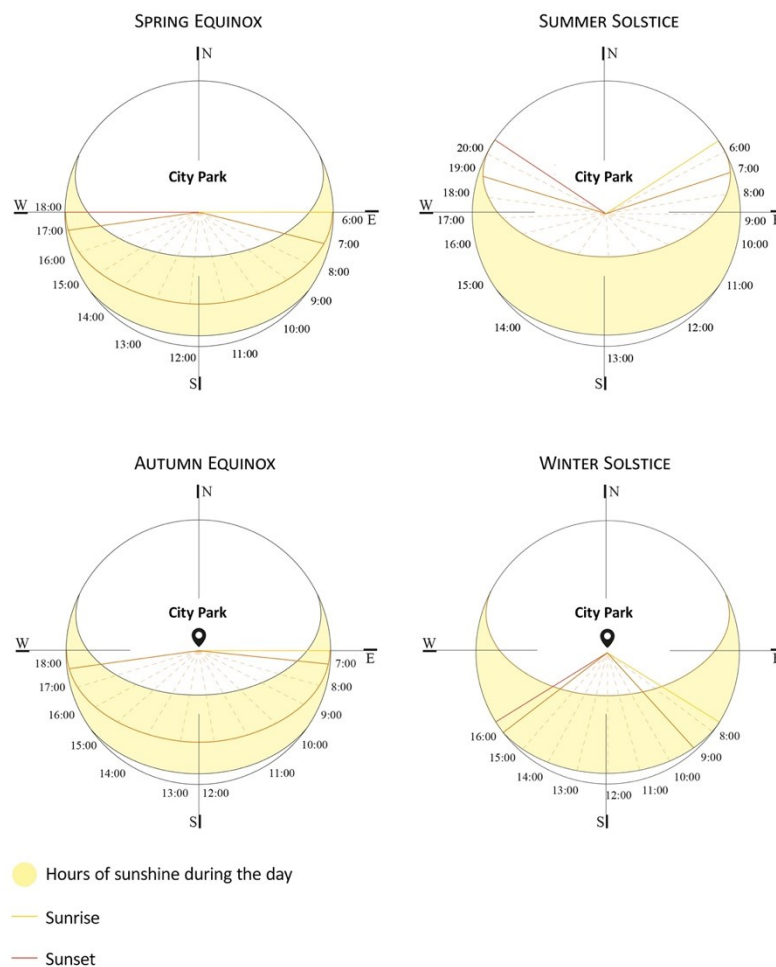 SPRING EQUINOX
N
City Park
W
18:00
17:00
16:00
15:00
14:00
13:00
12:00
11:00
10:00
9:00
8:00
7:00
6:00
E
S
SUMMER SOLSTICE
N
City Park
20:00
19:00
18:00
W
17:00
16:00
15:00
14:00
13:00
12:00
11:00
10:00
9:00
8:00
7:00
6:00
E
S
AUTUMN EQUINOX
N
City Park
W
18:00
17:00
16:00
15:00
14:00
13:00
12:00
11:00
10:00
9:00
8:00
7:00
E
S
WINTER SOLSTICE
N
City Park
W
16:00
15:00
14:00
13:00
12:00
11:00
10:00
9:00
8:00
E
S
Hours of sunshine during the day
Sunrise
Sunset